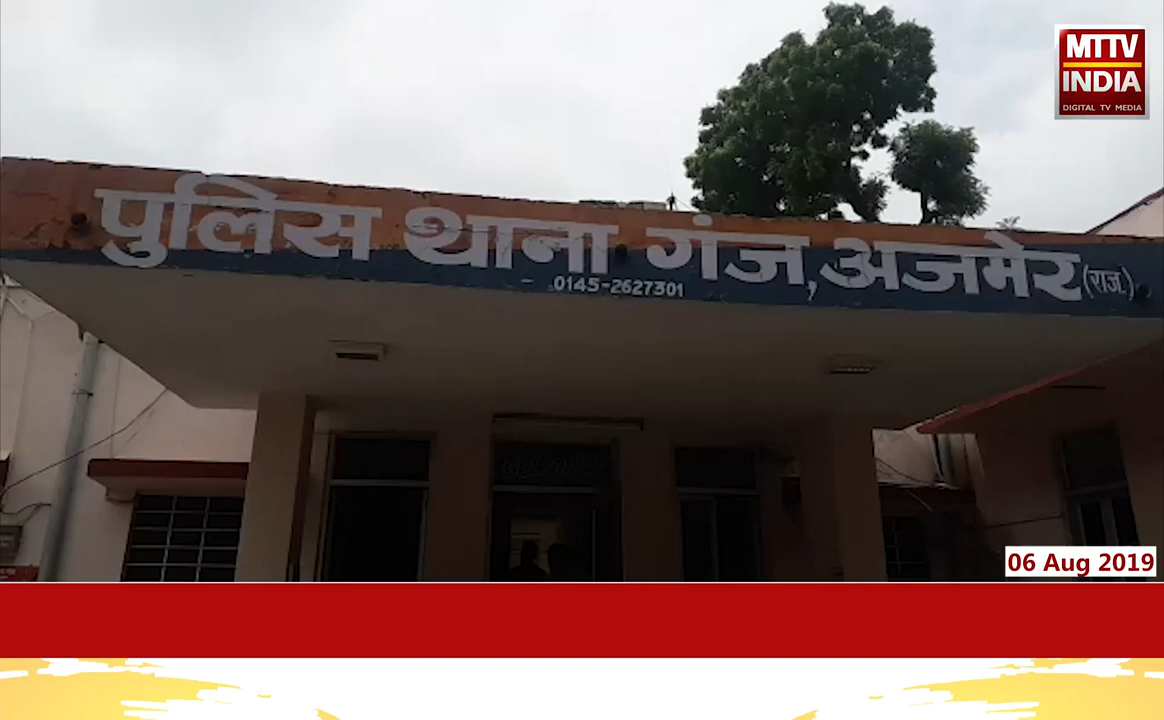 MTTV
INDIA
DIGITAL TV MEDIA
पुलिस थाना गंज, अजमेर (राज.)
0145-2627301
06 Aug 2019